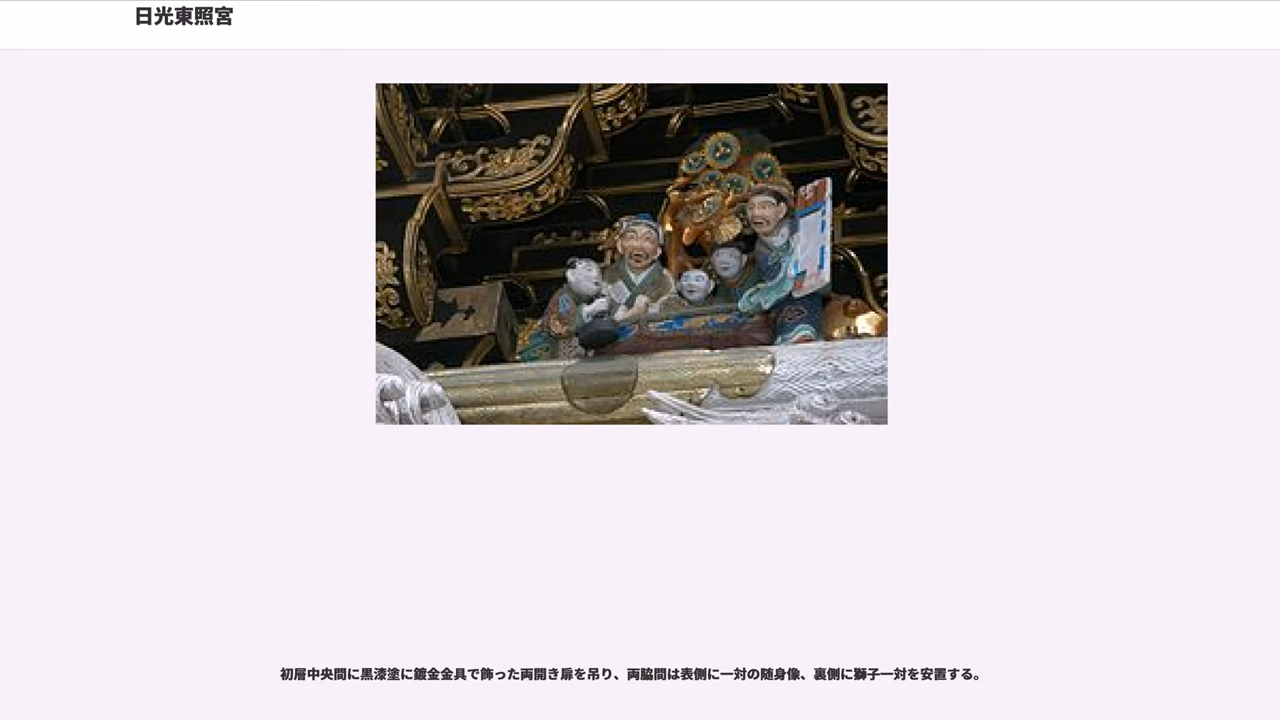 日光東照宮
初層中央間に黒漆塗に鍍金金具で飾った両開き扉を吊り、両脇間は表側に一対の随身像、裏側に獅子一対を安置する。